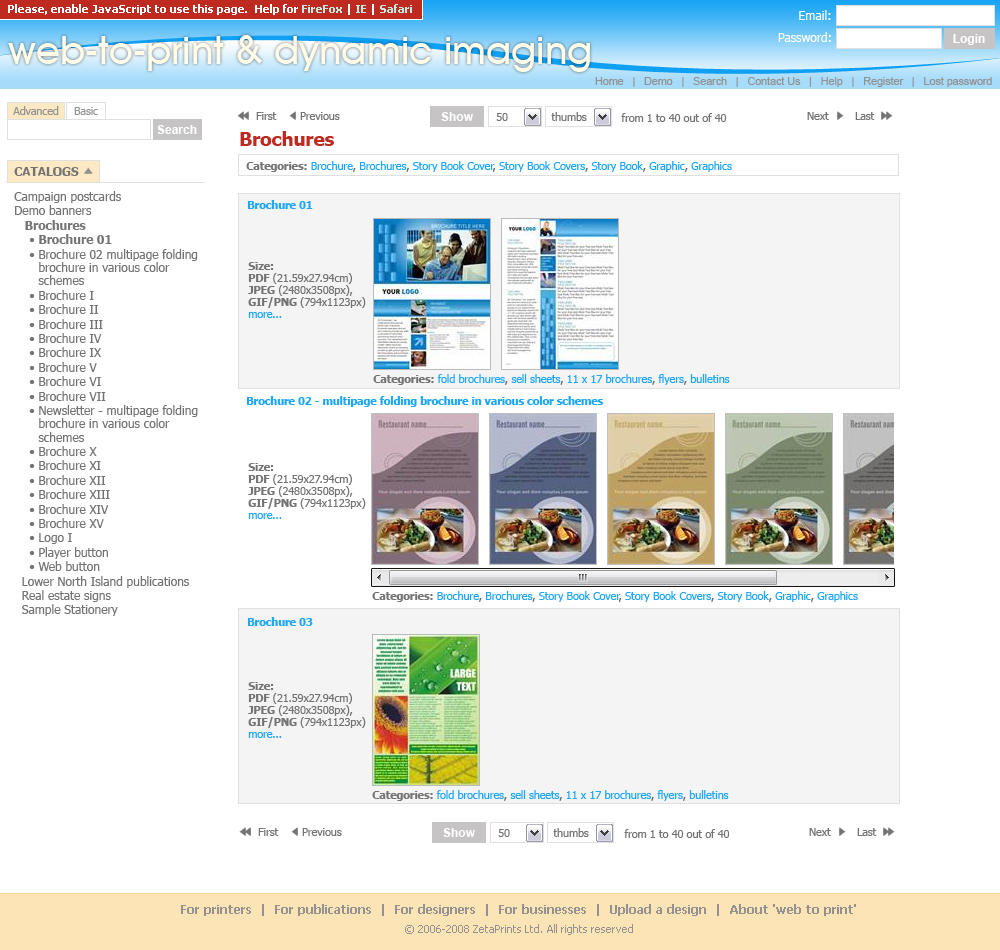 Please, enable JavaScript to use this page. Help for FireFox | IE | Safari
Email:
web-to-print & dynamic imaging
Password:
Login
Home | Demo | Search | Contact Us | Help | Register | Lost password
Advanced Basic
Search
CATALOGS
Campaign postcards
Demo banners
Brochures
• Brochure 01
• Brochure 02 multipage folding
brochure in various color
schemes
• Brochure I
• Brochure II
• Brochure III
• Brochure IV
• Brochure IX
• Brochure V
• Brochure VI
• Brochure VII
• Newsletter - multipage folding
brochure in various color
schemes
• Brochure X
• Brochure XI
• Brochure XII
• Brochure XIII
• Brochure XIV
• Brochure XV
• Logo I
• Player button
• Web button
Lower North Island publications
Real estate signs
Sample Stationery
First Previous Show 50 thumbs from 1 to 40 out of 40 Next Last
Brochures
Categories: Brochure, Brochures, Story Book Cover, Story Book Covers, Story Book, Graphic, Graphics
Brochure 01
BROCHURE TITLE HERE
YOUR LOGO
YOUR LOGO
Size:
PDF (21.59x27.94cm)
JPEG (2480x3508px),
GIF/PNG (794x1123px)
more...
Categories: fold brochures, sell sheets, 11 x 17 brochures, flyers, bulletins
Brochure 02 - multipage folding brochure in various color schemes
Restaurant name
Restaurant name
Restaurant name
Restaurant name
Restaurant
Size:
PDF (21.59x27.94cm)
JPEG (2480x3508px),
GIF/PNG (794x1123px)
more...
Categories: Brochure, Brochures, Story Book Cover, Story Book Covers, Story Book, Graphic, Graphics
Brochure 03
LARGE
TEXT
Size:
PDF (21.59x27.94cm)
JPEG (2480x3508px),
GIF/PNG (794x1123px)
more...
Categories: fold brochures, sell sheets, 11 x 17 brochures, flyers, bulletins
First Previous Show 50 thumbs from 1 to 40 out of 40 Next Last
For printers | For publications | For designers | For businesses | Upload a design | About 'web to print'
© 2006-2008 ZetaPrints Ltd. All rights reserved